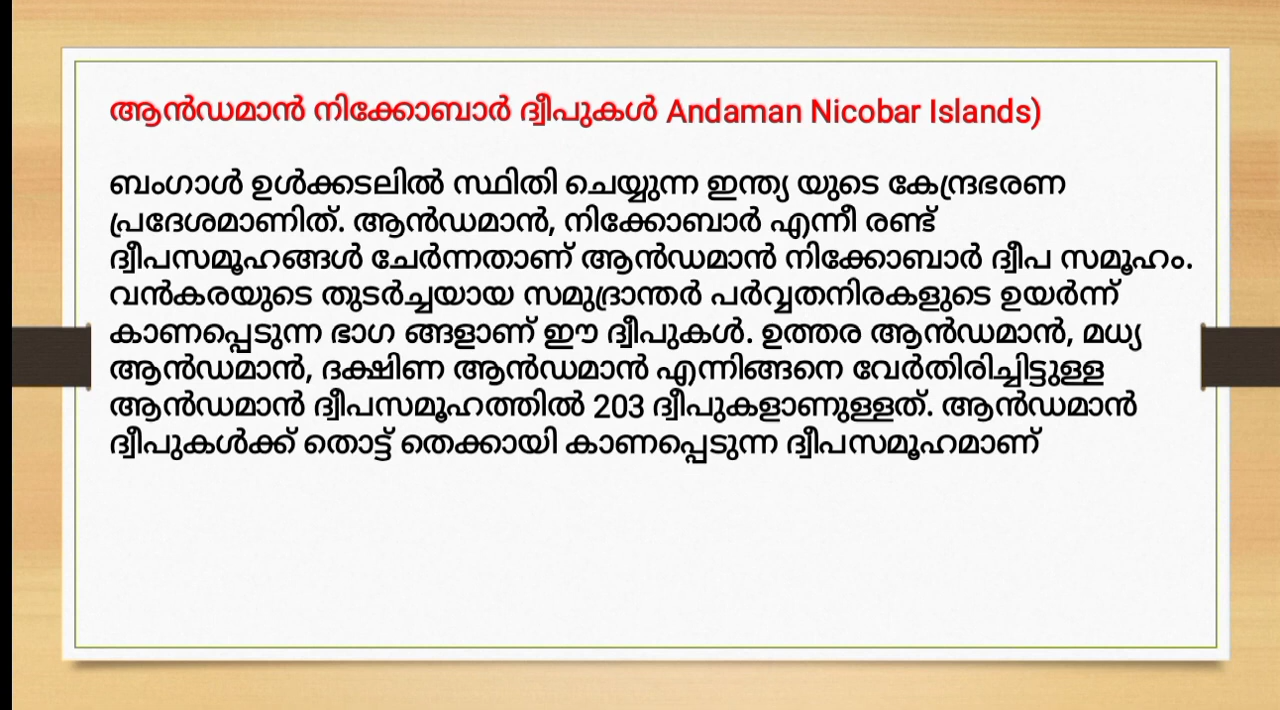 ആൻഡമാൻ നിക്കോബാർ ദ്വീപുകൾ Andaman Nicobar Islands)
ബംഗാൾ ഉൾക്കടലിൽ സ്ഥിതി ചെയ്യുന്ന ഇന്ത്യ യുടെ കേന്ദ്രഭരണ
പ്രദേശമാണിത്. ആൻഡമാൻ, നിക്കോബാർ എന്നീ രണ്ട്
ദ്വീപസമൂഹങ്ങൾ ചേർന്നതാണ് ആൻഡമാൻ നിക്കോബാർ ദ്വീപ സമൂഹം.
വൻകരയുടെ തുടർച്ചയായ സമുദ്രാന്തർ പർവ്വതനിരകളുടെ ഉയർന്ന്
കാണപ്പെടുന്ന ഭാഗ ങ്ങളാണ് ഈ ദ്വീപുകൾ. ഉത്തര ആൻഡമാൻ, മധ്യ
ആൻഡമാൻ, ദക്ഷിണ ആൻഡമാൻ എന്നിങ്ങനെ വേർതിരിച്ചിട്ടുള്ള
ആൻഡമാൻ ദ്വീപസമൂഹത്തിൽ 203 ദ്വീപുകളാണുള്ളത്. ആൻഡമാൻ
ദ്വീപുകൾക്ക് തൊട്ട് തെക്കായി കാണപ്പെടുന്ന ദ്വീപസമൂഹമാണ്